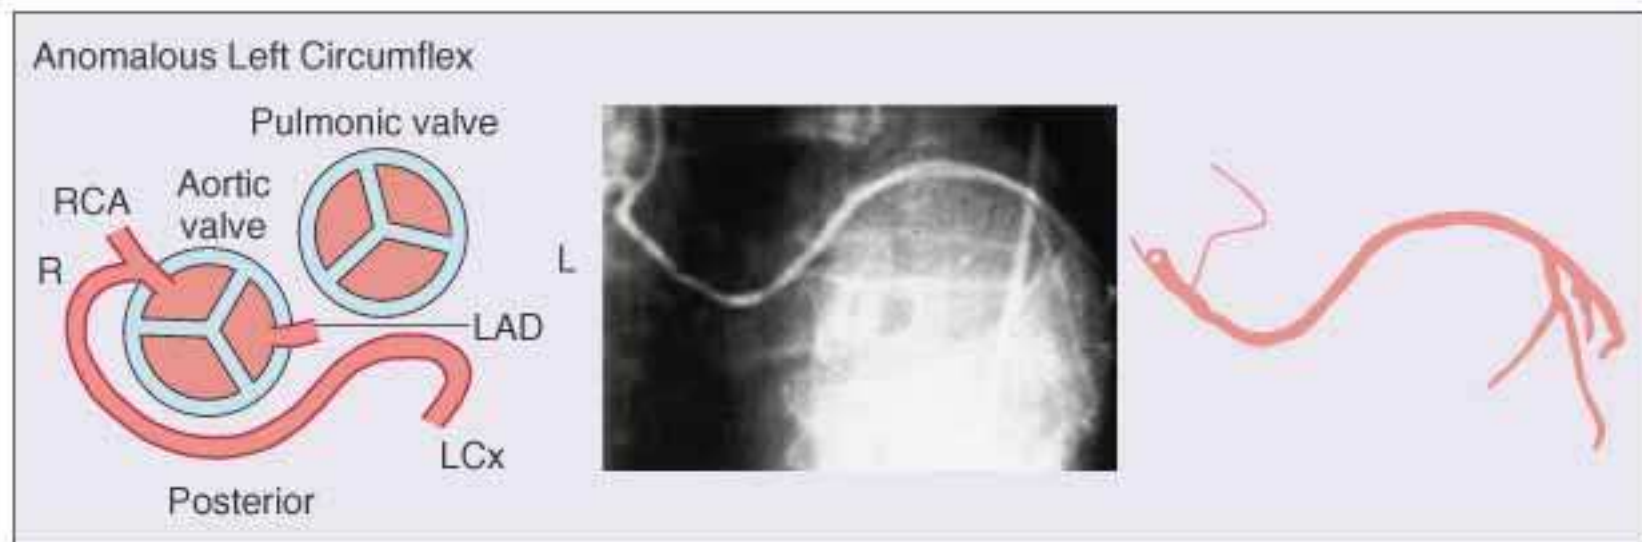 Anomalous Left Circumflex
Pulmonic valve
Aortic
valve
RCA
R
L
LAD
LCx
Posterior